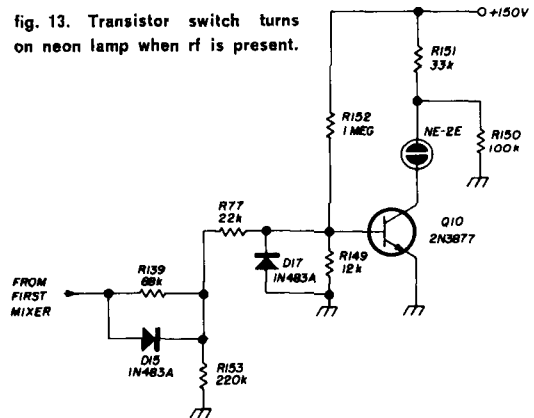 fig. 13. Transistor switch turns
on neon lamp when rf is present.
+150V
R151
33k
R152
1 MEG
NE-2E
R150
100k
R77
22k
Q10
2N3877
D17
1N483A
R149
12k
FROM
FIRST
MIXER
R139
68k
D15
1N483A
R153
220k